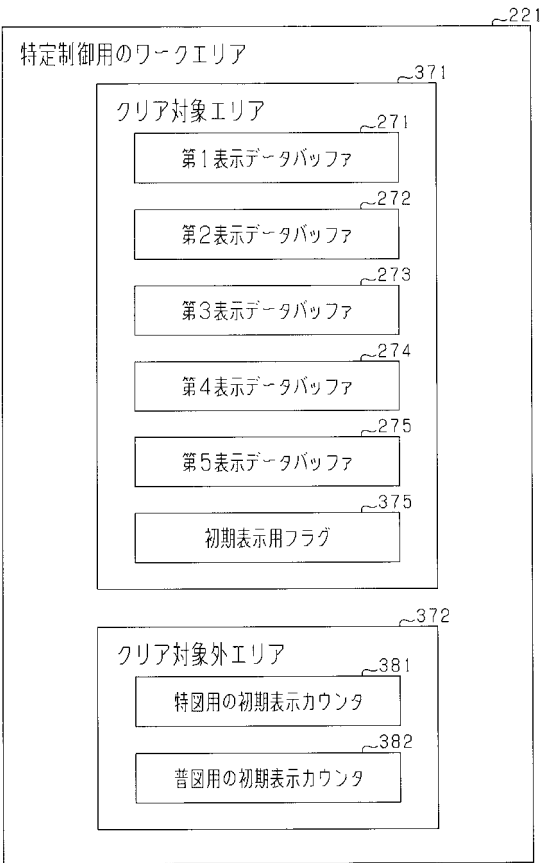 221
特定制御用のワークエリア
371
クリア対象エリア
271
第1表示データバッファ
272
第2表示データバッファ
273
第3表示データバッファ
274
第4表示データバッファ
275
第5表示データバッファ
375
初期表示用フラグ
372
クリア対象外エリア
381
特図用の初期表示カウンタ
382
普図用の初期表示カウンタ